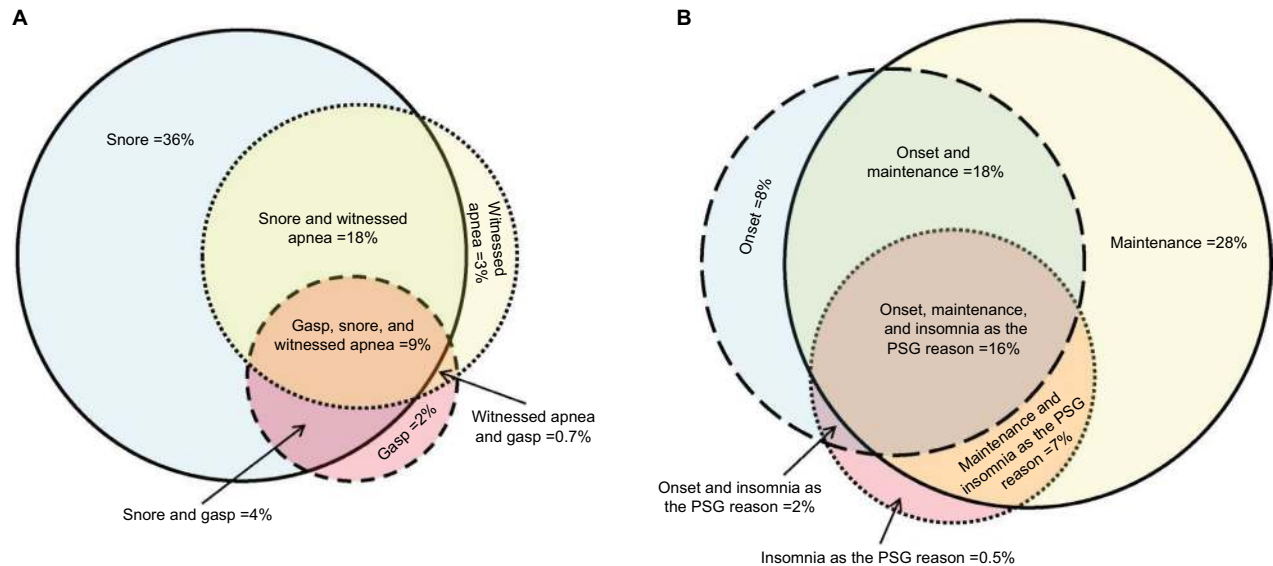 A
Snore =36%
Snore and witnessed
apnea =18%
Witnessed
apnea =3%
Gasp, snore, and
witnessed apnea =9%
Gasp =2%
Witnessed apnea
and gasp =0.7%
Snore and gasp =4%
B
Onset and
maintenance =18%
Onset =8%
Maintenance =28%
Onset, maintenance,
and insomnia as the
PSG reason =16%
Maintenance and
insomnia as the PSG
reason =7%
Onset and insomnia as
the PSG reason =2%
Insomnia as the PSG reason =0.5%